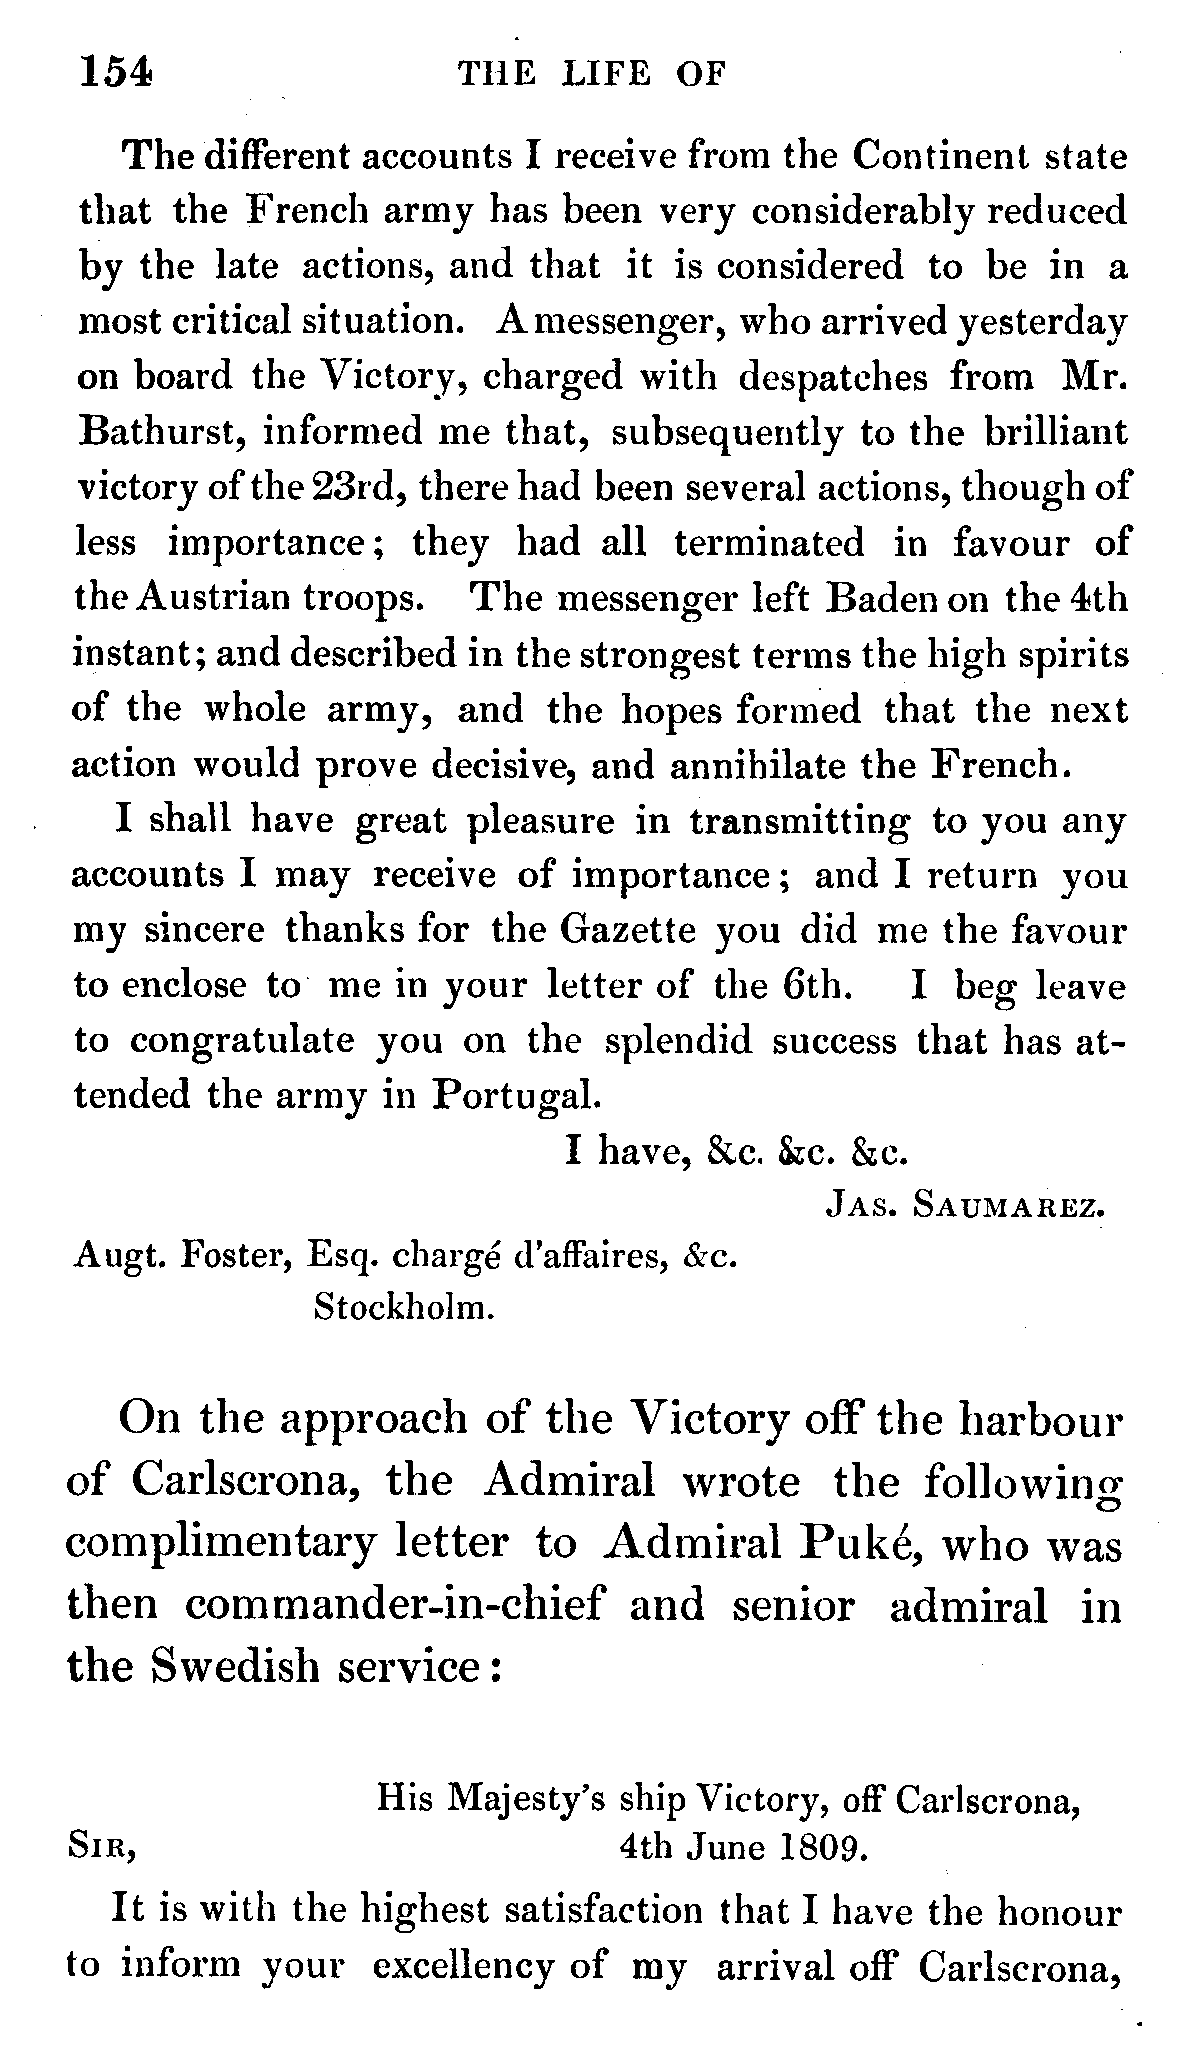 154 THE LIFE OF
The different accounts I receive from the Continent state
that the French army has been very considerably reduced
by the late actions, and that it is considered to be in a
most critical situation. A messenger, who arrived yesterday
on board the Victory, charged with despatches from Mr.
Bathurst, informed me that, subsequently to the brilliant
victory of the 23rd, there had been several actions, though of
less importance; they had all terminated in favour of
the Austrian troops. The messenger left Baden on the 4th
instant; and described in the strongest terms the high spirits
of the whole army, and the hopes formed that the next
action would prove decisive, and annihilate the French.
I shall have great pleasure in transmitting to you any
accounts I may receive of importance; and I return you
my sincere thanks for the Gazette you did me the favour
to enclose to me in your letter of the 6th. I beg leave
to congratulate you on the splendid success that has at-
tended the army in Portugal.
I have, &c. &c. &c.
JAS. SAUMAREZ.
Augt. Foster, Esq. chargé d'affaires, &c.
Stockholm.
On the approach of the Victory off the harbour
of Carlscrona, the Admiral wrote the following
complimentary letter to Admiral Puké, who was
then commander-in-chief and senior admiral in
the Swedish service:
His Majesty's ship Victory, off Carlscrona,
SIR, 4th June 1809.
It is with the highest satisfaction that I have the honour
to inform your excellency of my arrival off Carlscrona,